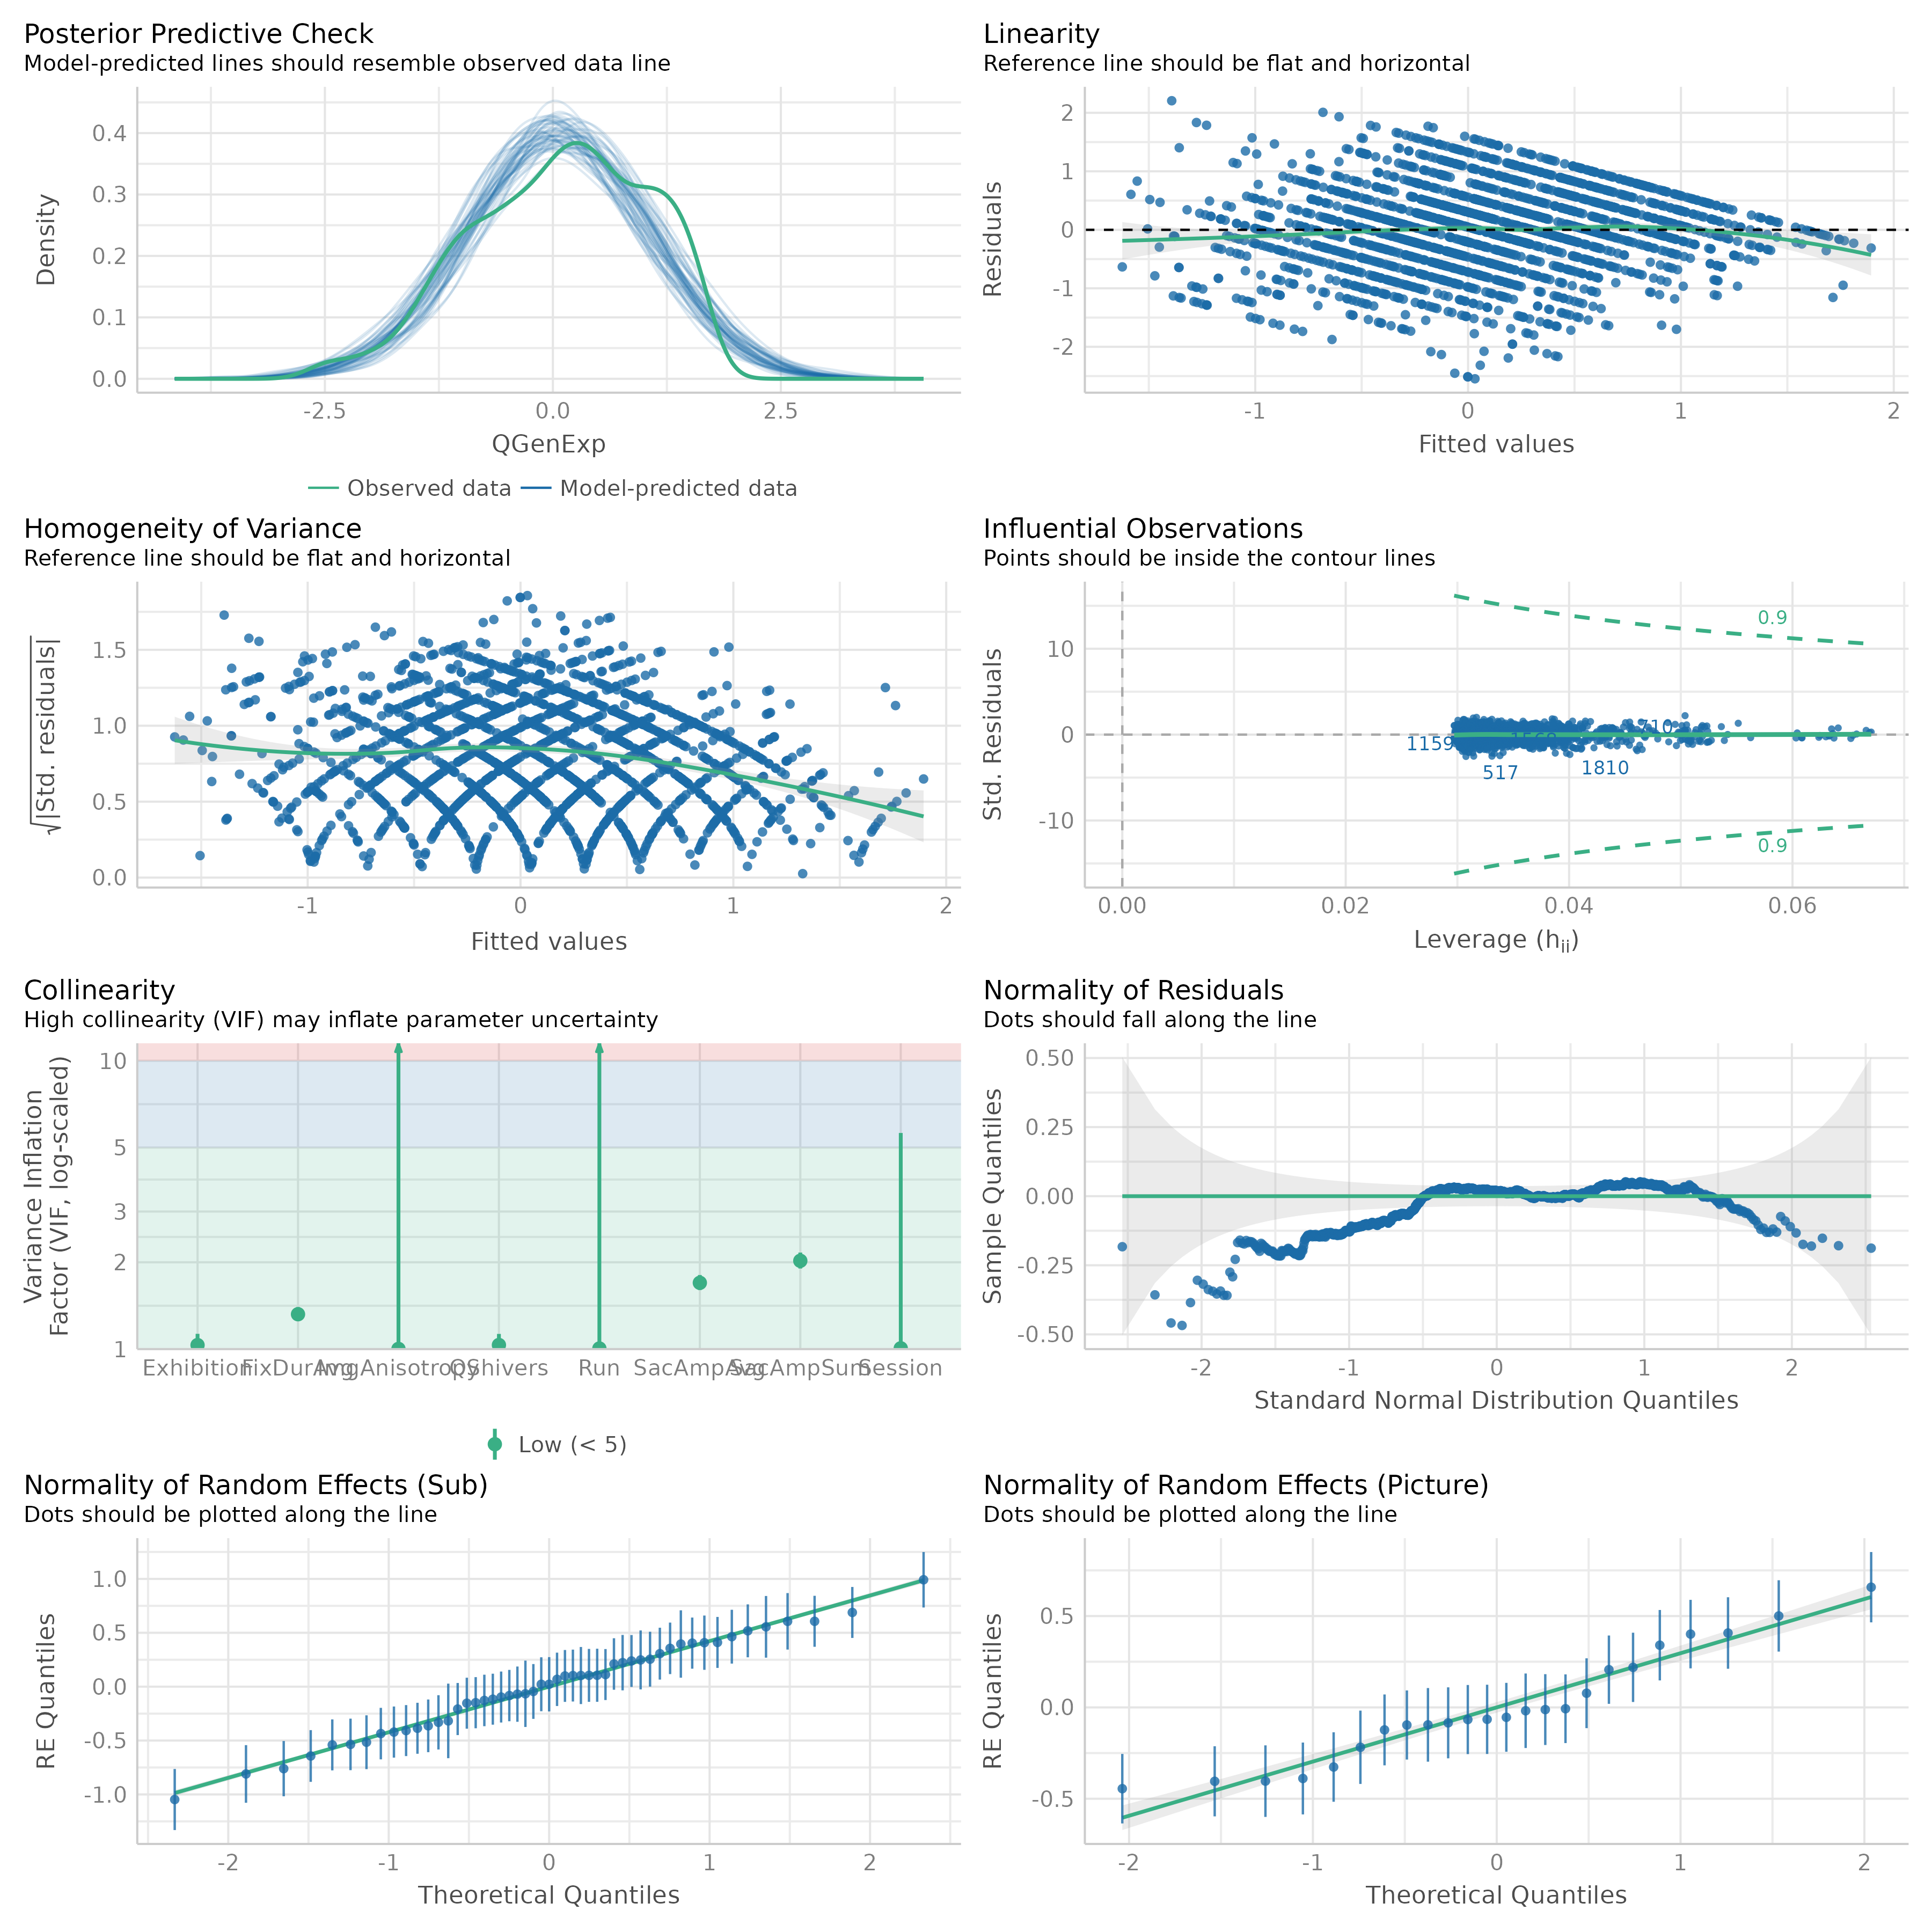 Posterior Predictive Check
Model-predicted lines should resemble observed data line
0.4
0.3
0.2
0.1
0.0
Density
-2.5
0.0
2.5
QGenExp
Observed data
Model-predicted data
Linearity
Reference line should be flat and horizontal
2
1
0
-1
-2
Residuals
-1
0
1
2
Fitted values
Homogeneity of Variance
Reference line should be flat and horizontal
1.5
1.0
0.5
0.0
√|Std. residuals|
-1
0
1
2
Fitted values
Influential Observations
Points should be inside the contour lines
10
0
-10
Std. Residuals
0.9
0.9
1159
710
517
1810
0.00
0.02
0.04
0.06
Leverage (hii)
Collinearity
High collinearity (VIF) may inflate parameter uncertainty
10
5
3
2
1
Variance Inflation
Factor (VIF, log-scaled)
Exhibition
FixDurAvg
ImgAnisotropy
QShivers
Run
SacAmpAvg
SacAmpSum
Session
Low (< 5)
Normality of Residuals
Dots should fall along the line
0.50
0.25
0.00
-0.25
-0.50
Sample Quantiles
-2
-1
0
1
2
Standard Normal Distribution Quantiles
Normality of Random Effects (Sub)
Dots should be plotted along the line
1.0
0.5
0.0
-0.5
-1.0
RE Quantiles
-2
-1
0
1
2
Theoretical Quantiles
Normality of Random Effects (Picture)
Dots should be plotted along the line
0.5
0.0
-0.5
RE Quantiles
-2
-1
0
1
2
Theoretical Quantiles